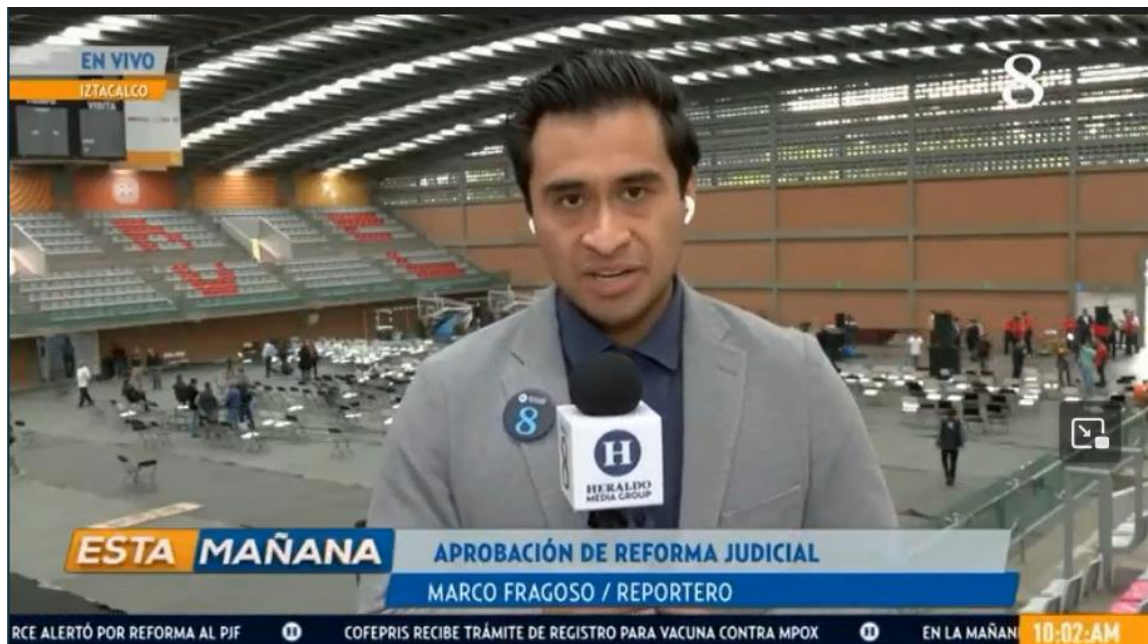 EN VIVO
IZTACALCO
VISITA
8
8
H
HERALDO
MEDIA GROUP
ESTA MAÑANA
APROBACIÓN DE REFORMA JUDICIAL
MARCO FRAGOSO / REPORTERO
RCE ALERTÓ POR REFORMA AL PJF H COFEPRIS RECIBE TRÁMITE DE REGISTRO PARA VACUNA CONTRA MPOX H EN LA MAÑAN
10:02:AM